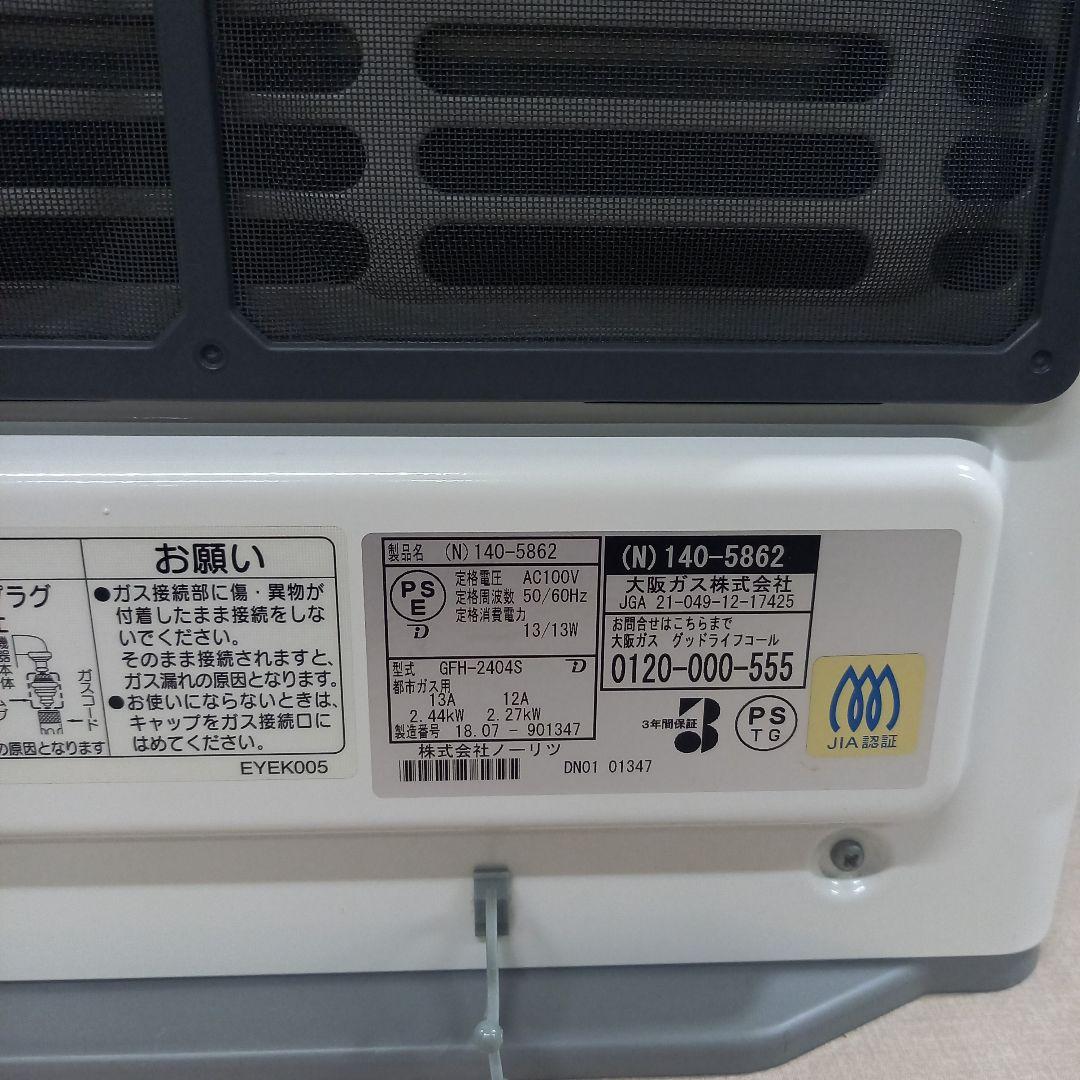 プラグ
機器本体
ガスコード
の原因となります
お願い
●ガス接続部に傷・異物が
付着したまま接続をしな
いでください。
そのまま接続されますと、
ガス漏れの原因となります。
●お使いにならないときは、
キャップをガス接続口に
はめてください。
EYEK005
製品名 (N)140-5862
PS
E
定格電圧 AC100V
定格周波数 50/60Hz
定格消費電力
13/13W
型式 GFH-2404S
都市ガス用
13A 12A
2.44kW 2.27kW
製造番号 18.07 - 901347
株式会社ノーリツ
DN01 01347
(N)140-5862
大阪ガス株式会社
JGA 21-049-12-17425
お問合せはこちらまで
大阪ガス グッドライフコール
0120-000-555
3年間保証
3
PS
TG
JIA認証